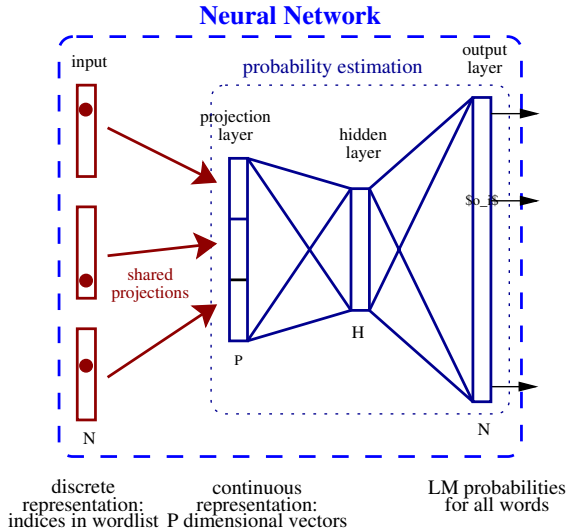 Neural Network
input
output
layer
probability estimation
projection
layer
hidden
layer
$o_i$
shared
projections
P
H
N
N
discrete
representation:
indices in wordlist
continuous
representation:
P dimensional vectors
LM probabilities
for all words